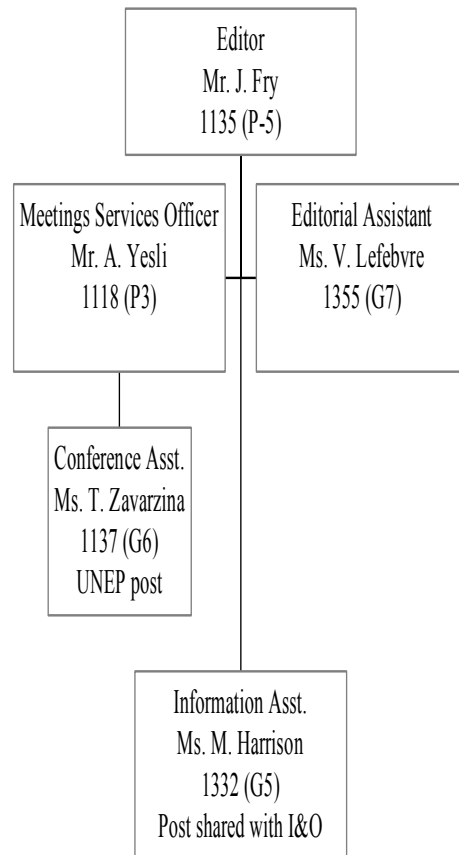 Editor
Mr. J. Fry
1135 (P-5)
Meetings Services Officer
Mr. A. Yesli
1118 (P3)
Editorial Assistant
Ms. V. Lefebvre
1355 (G7)
Conference Asst.
Ms. T. Zavarzina
1137 (G6)
UNEP post
Information Asst.
Ms. M. Harrison
1332 (G5)
Post shared with I&O